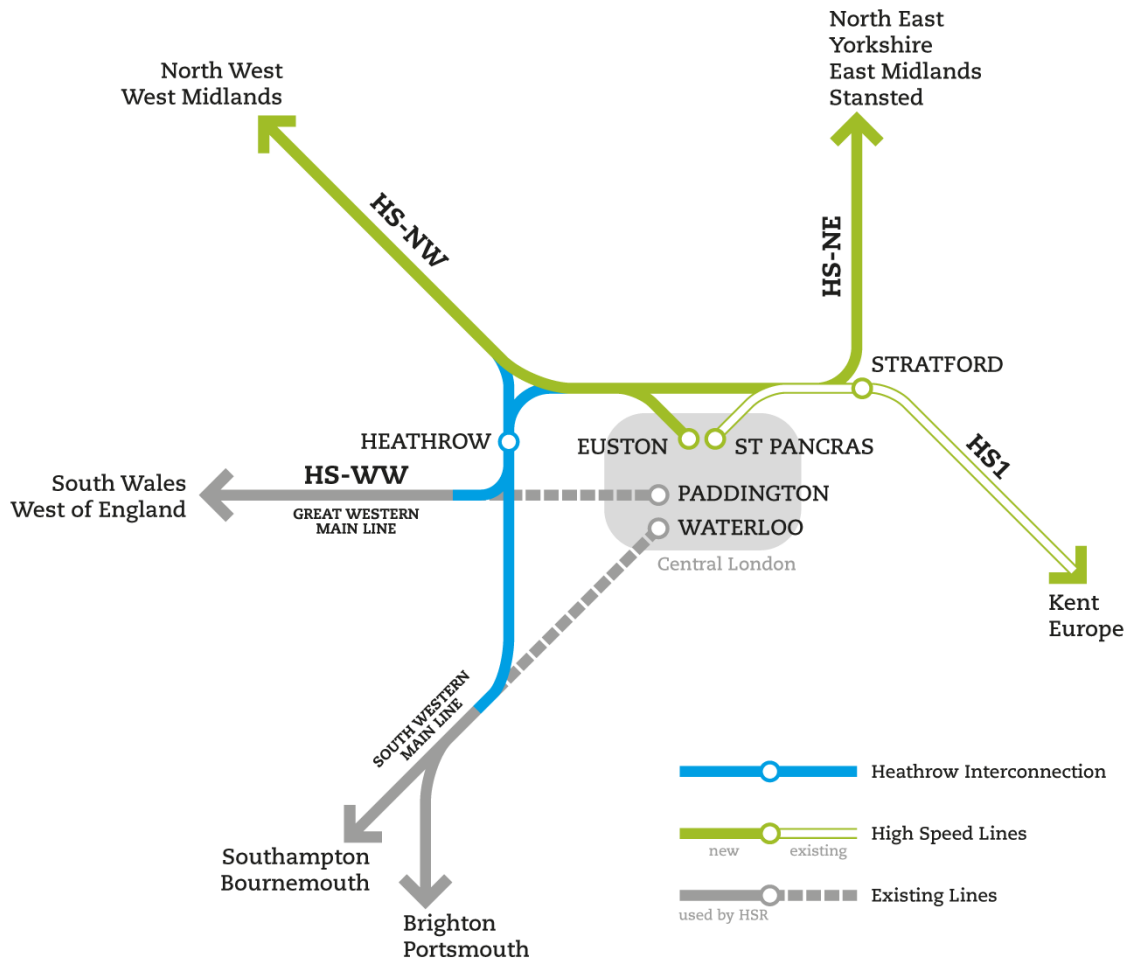 North East
Yorkshire
East Midlands
Stansted
North West
West Midlands
HS-NW
HS-NE
STRATFORD
HEATHROW
EUSTON
ST PANCRAS
HS1
HS-WW
South Wales
West of England
GREAT WESTERN
MAIN LINE
PADDINGTON
WATERLOO
Central London
Kent
Europe
SOUTH WESTERN
MAIN LINE
Southampton
Bournemouth
Brighton
Portsmouth
Heathrow Interconnection
High Speed Lines
new
existing
Existing Lines
used by HSR